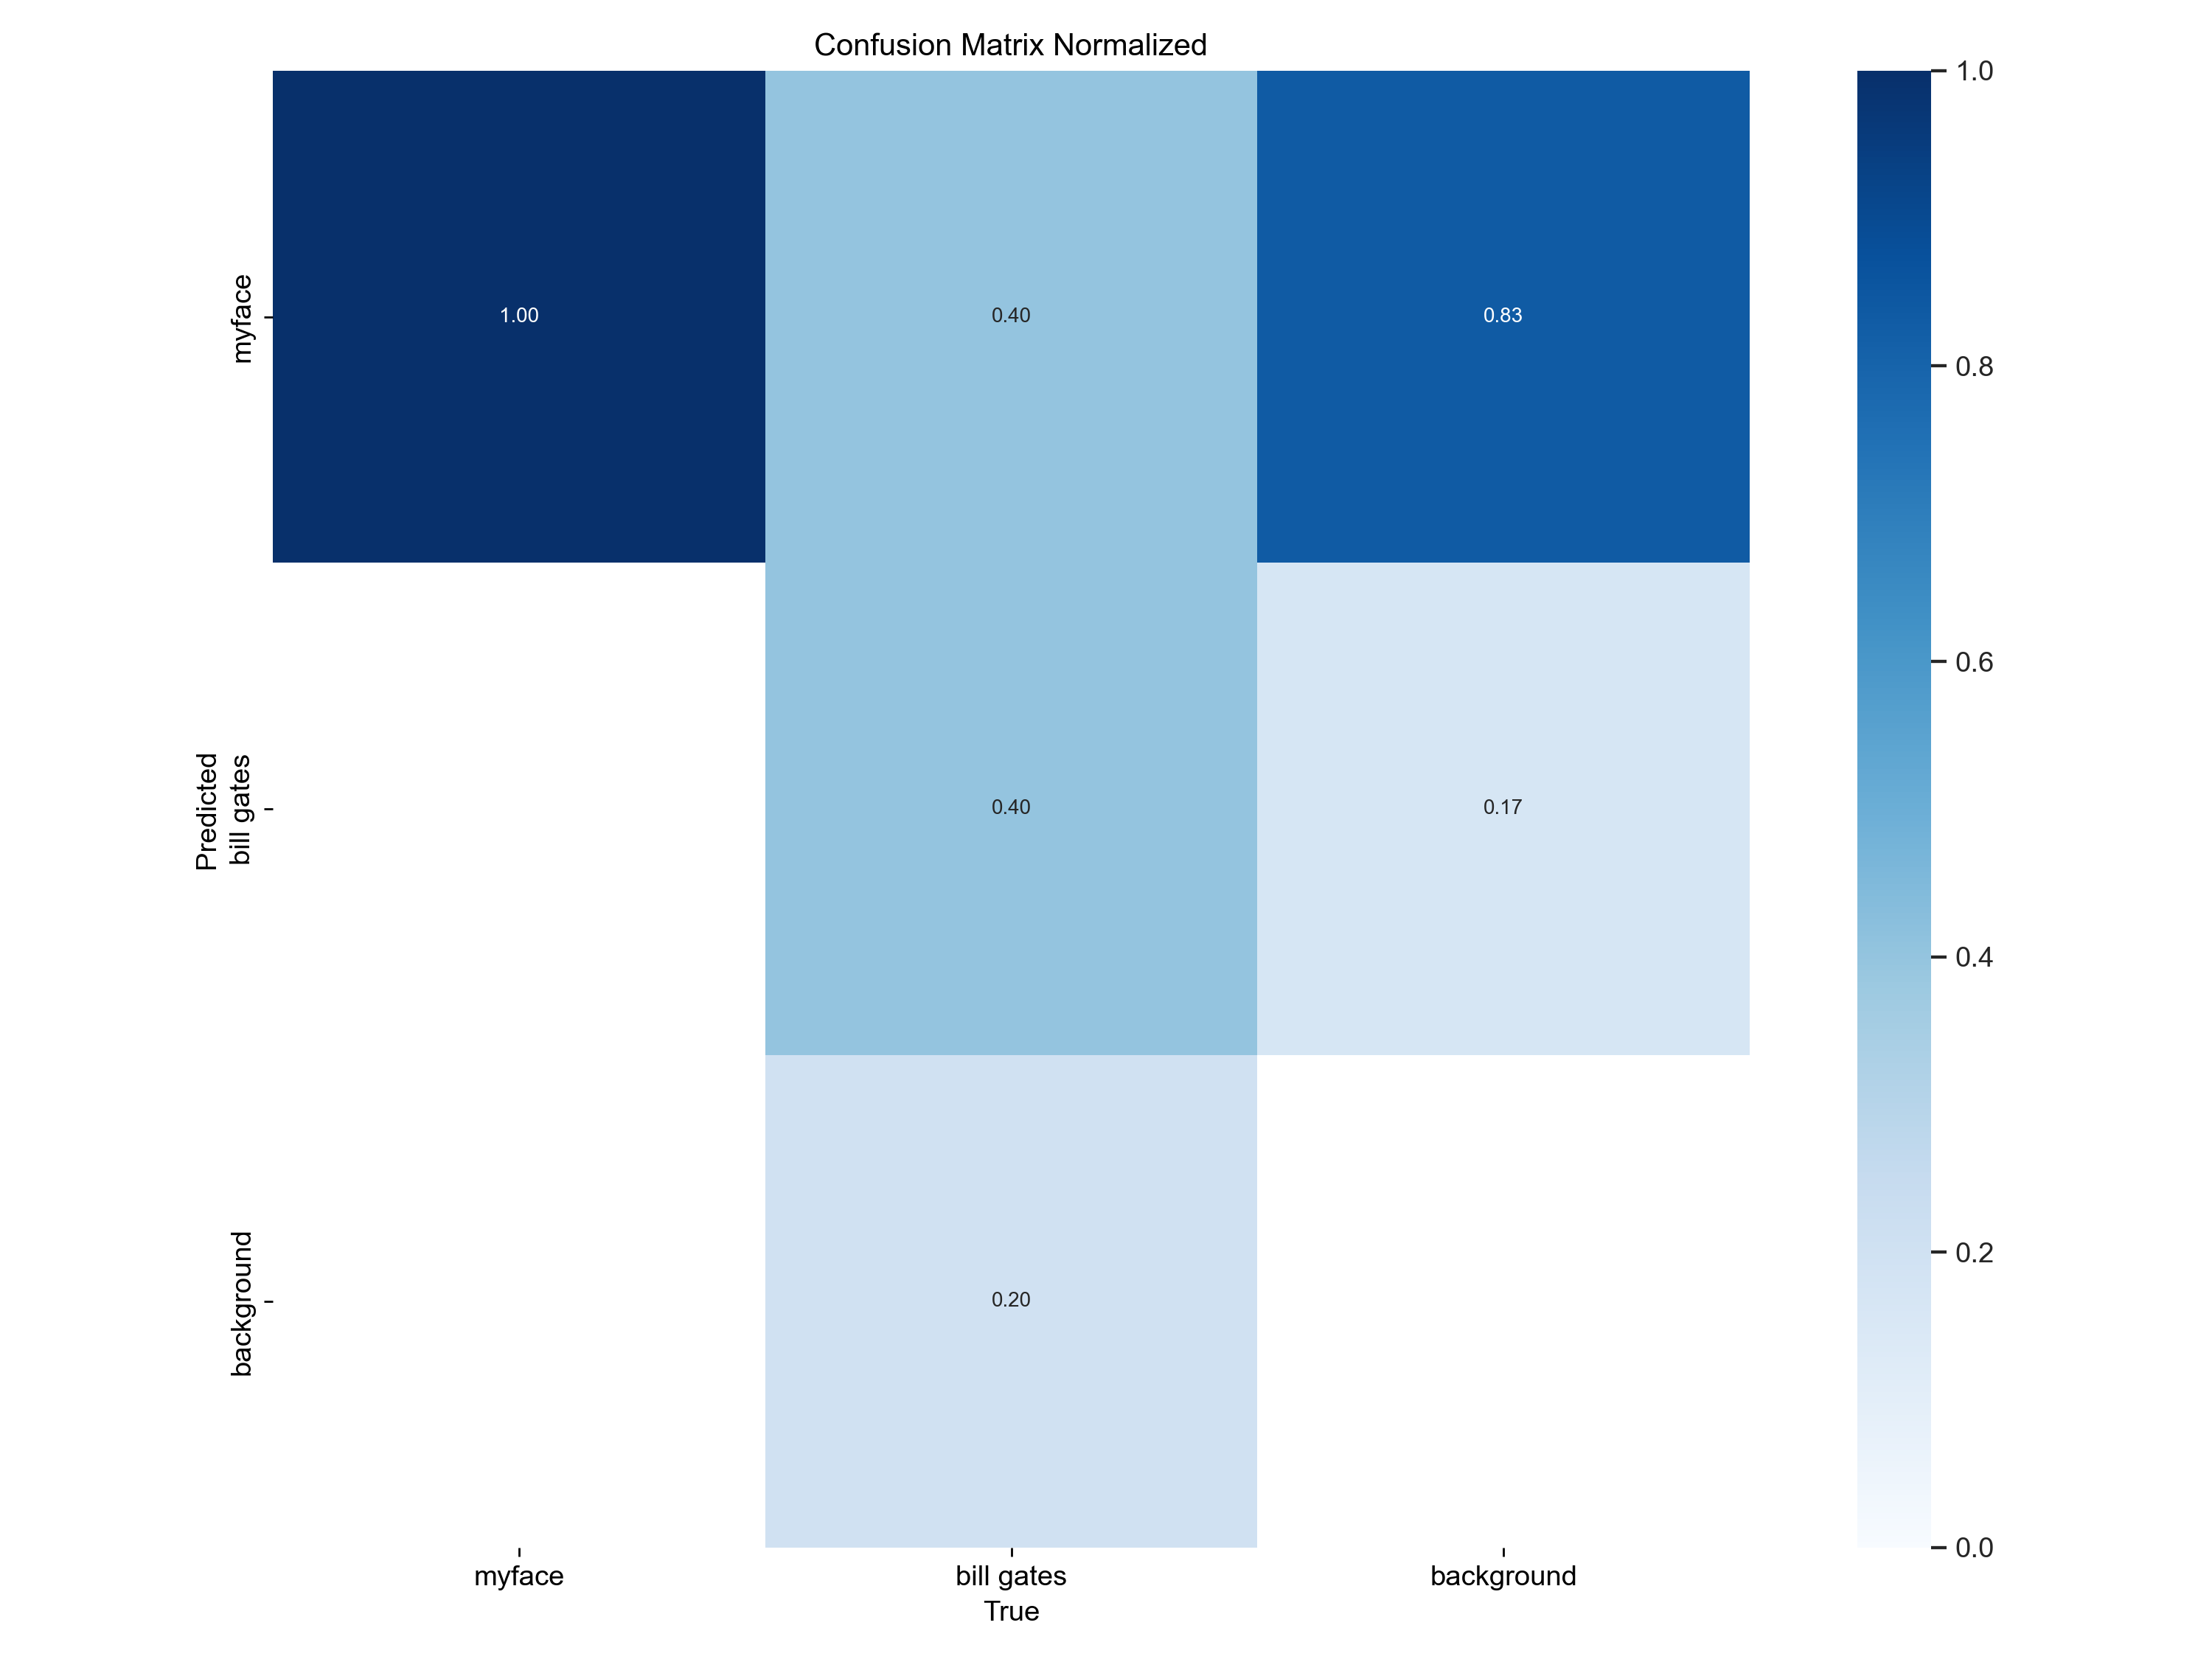 Confusion Matrix Normalized
1.0
0.8
0.6
0.4
0.2
0.0
Predicted
myface
bill gates
background
1.00
0.40
0.83
0.40
0.17
0.20
myface
bill gates
background
True